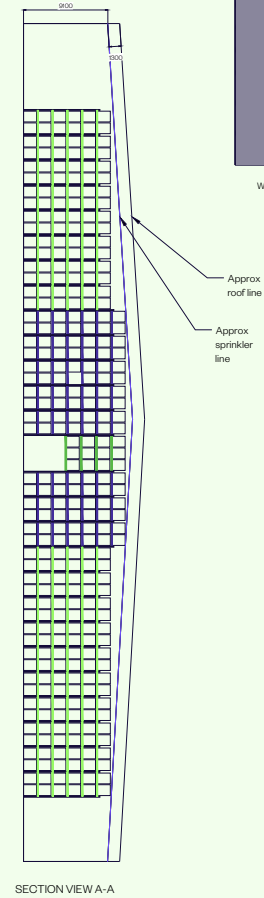 9100
1300
W
Approx
roof line
Approx
sprinkler
line
SECTION VIEW A-A